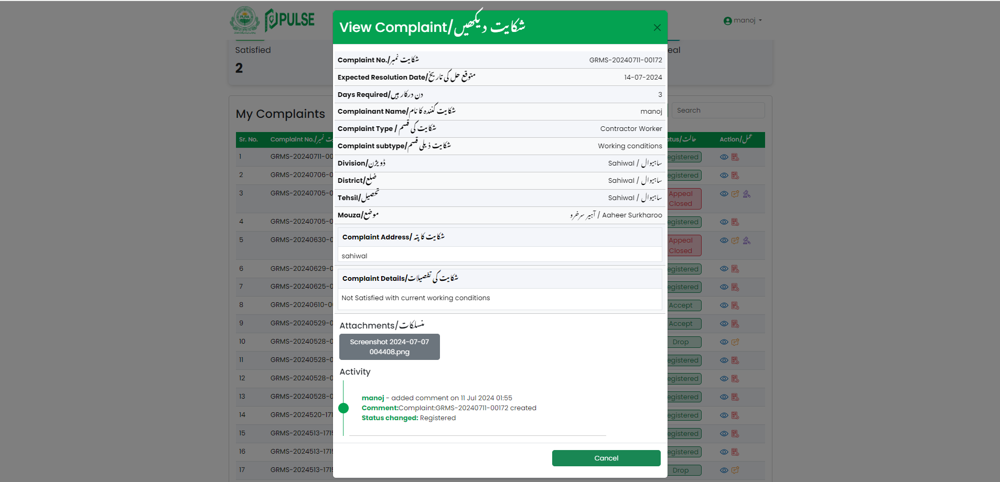 PULSE
manoj
Satisfied
2
eal
My Complaints
Search
Sr. No. Complaint No./ atus/حالت Action/عمل
1 GRMS-20240711-00 egistered
2 GRMS-20240706-0 egistered
3 GRMS-20240705-0 Appeal Closed
4 GRMS-20240705-0 egistered
5 GRMS-20240630-0 Appeal Closed
6 GRMS-20240629-0 egistered
7 GRMS-20240625-0 egistered
8 GRMS-20240610-00 Accept
9 GRMS-20240529-0 Accept
10 GRMS-20240528-0 Drop
11 GRMS-20240528-0 egistered
12 GRMS-20240528-0 egistered
13 GRMS-20240528-0 egistered
14 GRMS-2024520-171 egistered
15 GRMS-2024513-171 egistered
16 GRMS-2024513-171 egistered
17 GRMS-2024513-171 Drop
View Complaint/شکایت دیکھیں
Complaint No./شکایت نمبر GRMS-20240711-00172
Expected Resolution Date/متوقع حل کی تاریخ 14-07-2024
Days Required/دن درکار ہیں 3
Complainant Name/شکایت کنندہ کا نام manoj
Complaint Type / شکایت کی قسم Contractor Worker
Complaint subtype/شکایت ذیلی قسم Working conditions
Division/ڈویژن Sahiwal / ساہیوال
District/ضلع Sahiwal / ساہیوال
Tehsil/تحصیل Sahiwal / ساہیوال
Mouza/موضع آہیر سرخرو / Aaheer Surkharoo
Complaint Address/ شکایت کا پتہ
sahiwal
Complaint Details/شکایت کی تفصیلات
Not Satisfied with current working conditions
Attachments/منسلکات
Screenshot 2024-07-07
004408.png
Activity
manoj - added comment on 11 Jul 2024 01:55
Comment:Complaint:GRMS-20240711-00172 created
Status changed: Registered
Cancel